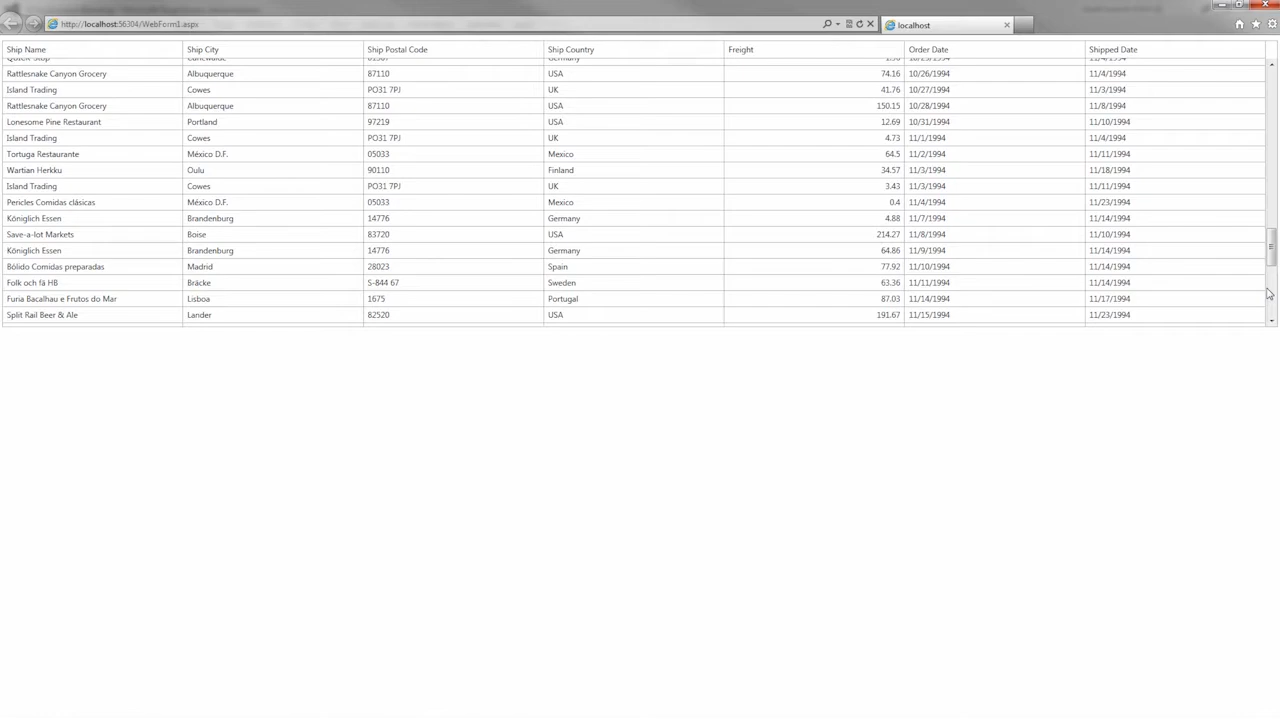 http://localhost:56304/WebForm1.aspx localhost
Ship Name Ship City Ship Postal Code Ship Country Freight Order Date Shipped Date
Rattlesnake Canyon Grocery Albuquerque 87110 USA 74.16 10/26/1994 11/4/1994
Island Trading Cowes PO31 7PJ UK 41.76 10/27/1994 11/3/1994
Rattlesnake Canyon Grocery Albuquerque 87110 USA 150.15 10/28/1994 11/8/1994
Lonesome Pine Restaurant Portland 97219 USA 12.69 10/31/1994 11/10/1994
Island Trading Cowes PO31 7PJ UK 4.73 11/1/1994 11/4/1994
Tortuga Restaurante México D.F. 05033 Mexico 64.5 11/2/1994 11/11/1994
Wartian Herkku Oulu 90110 Finland 34.57 11/3/1994 11/18/1994
Island Trading Cowes PO31 7PJ UK 3.43 11/3/1994 11/11/1994
Pericles Comidas clásicas México D.F. 05033 Mexico 0.4 11/4/1994 11/23/1994
Königlich Essen Brandenburg 14776 Germany 4.88 11/7/1994 11/14/1994
Save-a-lot Markets Boise 83720 USA 214.27 11/8/1994 11/10/1994
Königlich Essen Brandenburg 14776 Germany 64.86 11/9/1994 11/14/1994
Bólido Comidas preparadas Madrid 28023 Spain 77.92 11/10/1994 11/14/1994
Folk och fä HB Bräcke S-844 67 Sweden 63.36 11/11/1994 11/14/1994
Furia Bacalhau e Frutos do Mar Lisboa 1675 Portugal 87.03 11/14/1994 11/17/1994
Split Rail Beer & Ale Lander 82520 USA 191.67 11/15/1994 11/23/1994